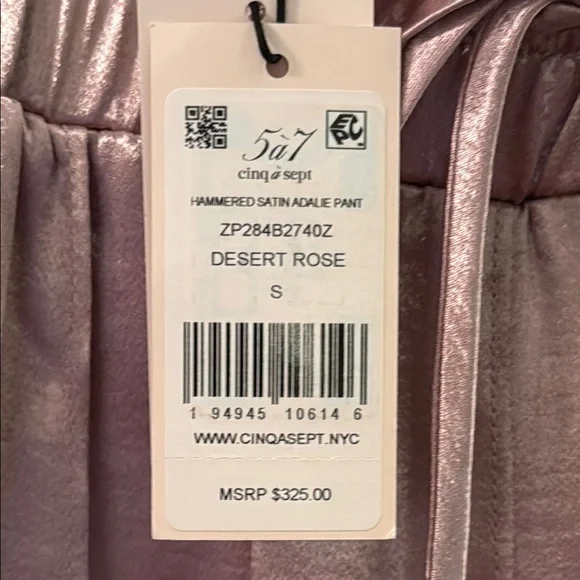 EPC
5à7
cinq à sept
HAMMERED SATIN ADALIE PANT
ZP284B2740Z
DESERT ROSE
S
1 94945 10614 6
WWW.CINQASEPT.NYC
MSRP $325.00